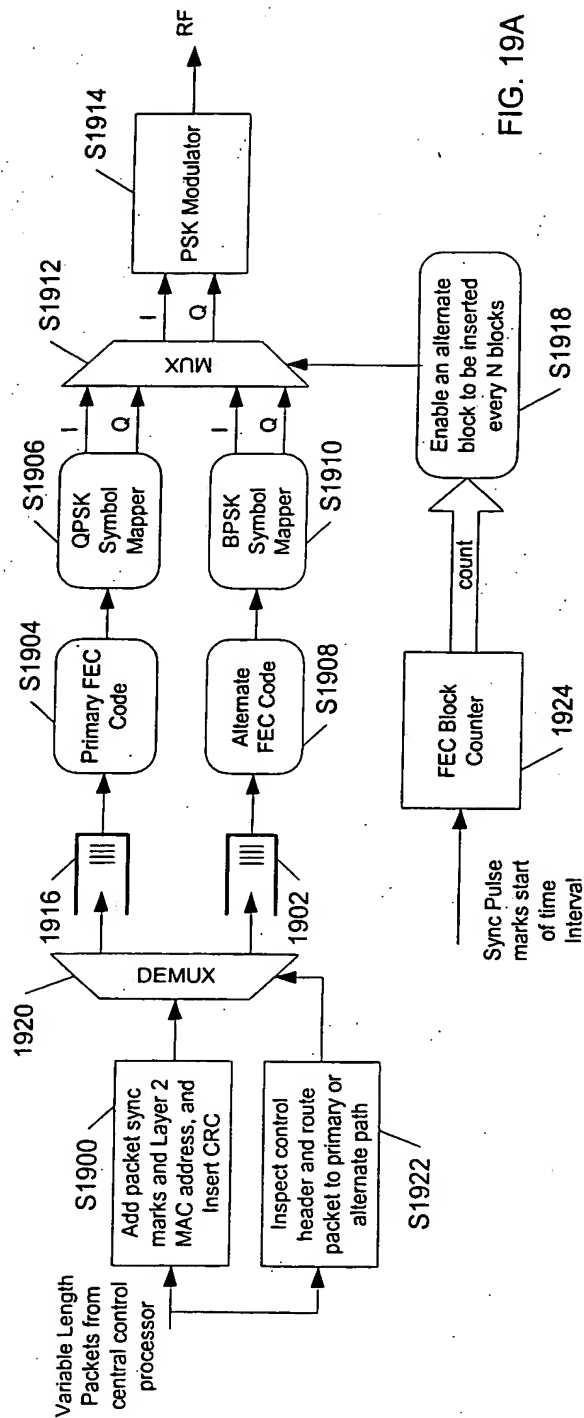 Variable Length
Packets from
central control
processor
S1900
Add packet sync
marks and Layer 2
MAC address, and
Insert CRC
Inspect control
header and route
packet to primary or
alternate path
S1922
1920
DEMUX
1916
1902
S1904
Primary FEC
Code
Alternate
FEC Code
S1908
S1906
QPSK
Symbol
Mapper
BPSK
Symbol
Mapper
S1910
I
Q
I
Q
S1912
MUX
I
Q
S1914
PSK Modulator
RF
Sync Pulse
marks start
of time
Interval
FEC Block
Counter
1924
count
Enable an alternate
block to be inserted
every N blocks
S1918
FIG. 19A